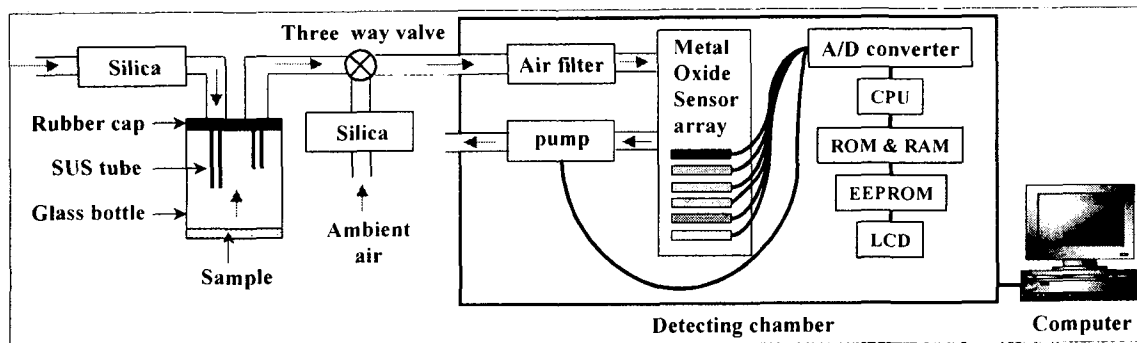 Three way valve
Silica
Air filter
Metal
Oxide
Sensor
array
A/D converter
CPU
Rubber cap
Silica
pump
ROM & RAM
SUS tube
EEPROM
Glass bottle
LCD
Ambient
air
Sample
Detecting chamber
Computer